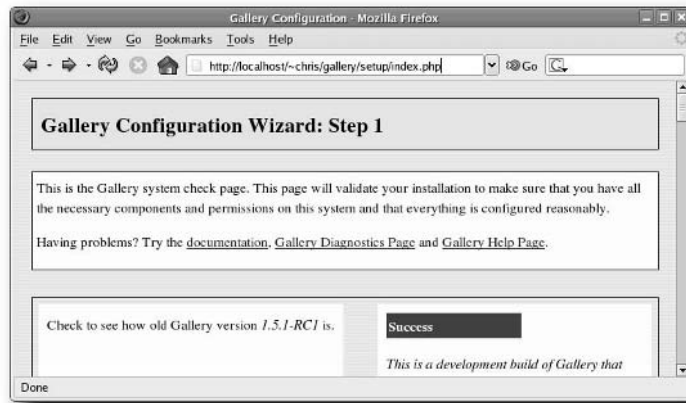 Gallery Configuration - Mozilla Firefox
File Edit View Go Bookmarks Tools Help
http://localhost/~chris/gallery/setup/index.php Go
Gallery Configuration Wizard: Step 1
This is the Gallery system check page. This page will validate your installation to make sure that you have all
the necessary components and permissions on this system and that everything is configured reasonably.
Having problems? Try the documentation, Gallery Diagnostics Page and Gallery Help Page.
Check to see how old Gallery version 1.5.1-RC1 is.
Success
This is a development build of Gallery that
Done